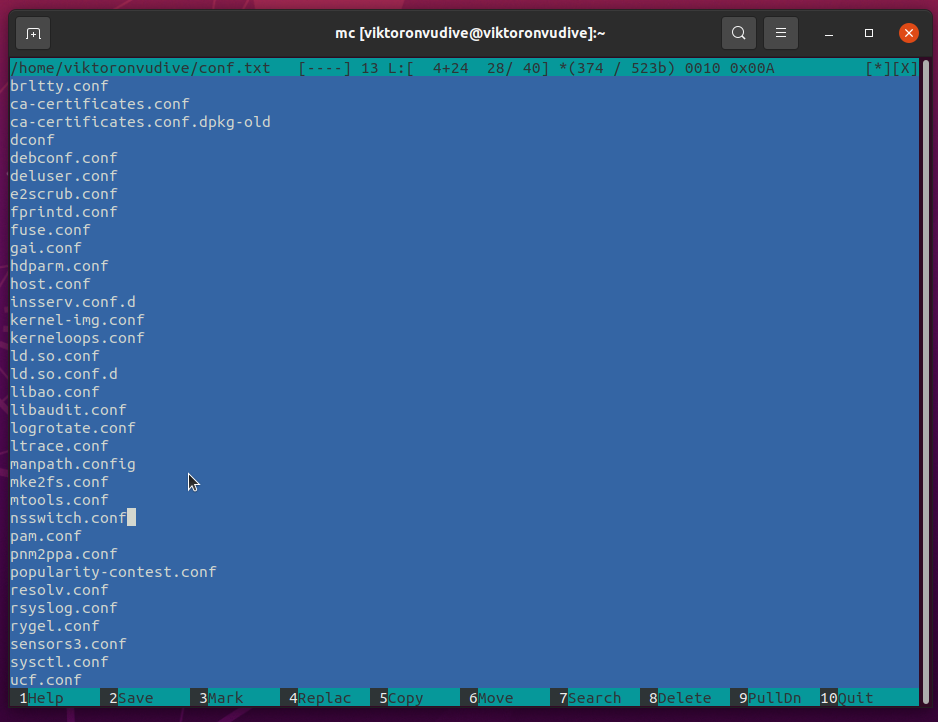 mc [viktoronvudive@viktoronvudive]:~
/home/viktoronvudive/conf.txt   [----] 13 L:[  4+24  28/ 40] *(374 / 523b) 0010 0x00A          [*][X]
brltty.conf
ca-certificates.conf
ca-certificates.conf.dpkg-old
dconf
debconf.conf
deluser.conf
e2scrub.conf
fprintd.conf
fuse.conf
gai.conf
hdparm.conf
host.conf
insserv.conf.d
kernel-img.conf
kerneloops.conf
ld.so.conf
ld.so.conf.d
libao.conf
libaudit.conf
logrotate.conf
ltrace.conf
manpath.config
mke2fs.conf
mtools.conf
nsswitch.conf
pam.conf
pnm2ppa.conf
popularity-contest.conf
resolv.conf
rsyslog.conf
rygel.conf
sensors3.conf
sysctl.conf
ucf.conf
1Help 2Save 3Mark 4Replac 5Copy 6Move 7Search 8Delete 9PullDn 10Quit